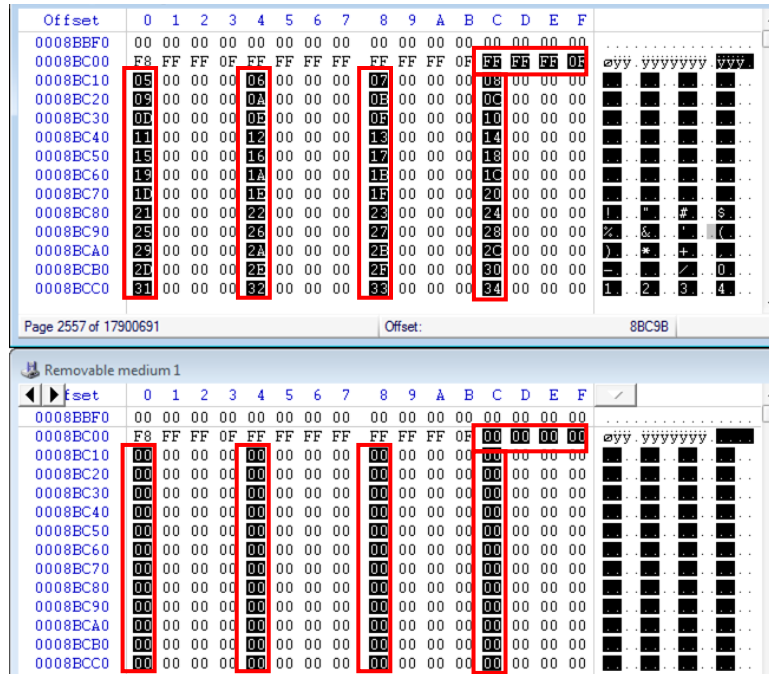 Offset 0 1 2 3 4 5 6 7 8 9 A B C D E F
0008BBF0 00 00 00 00 00 00 00 00 00 00 00 00 00 00 00 00 ................
0008BC00 F8 FF FF 0F FF FF FF FF FF FF FF 0F FF FF FF 0F øÿÿ.ÿÿÿÿÿÿÿ.ÿÿÿ.
0008BC10 05 00 00 00 06 00 00 00 07 00 00 00 08 00 00 00 ................
0008BC20 09 00 00 00 0A 00 00 00 0B 00 00 00 0C 00 00 00 ................
0008BC30 0D 00 00 00 0E 00 00 00 0F 00 00 00 10 00 00 00 ................
0008BC40 11 00 00 00 12 00 00 00 13 00 00 00 14 00 00 00 ................
0008BC50 15 00 00 00 16 00 00 00 17 00 00 00 18 00 00 00 ................
0008BC60 19 00 00 00 1A 00 00 00 1B 00 00 00 1C 00 00 00 ................
0008BC70 1D 00 00 00 1E 00 00 00 1F 00 00 00 20 00 00 00 ................
0008BC80 21 00 00 00 22 00 00 00 23 00 00 00 24 00 00 00 !..."...#...$...
0008BC90 25 00 00 00 26 00 00 00 27 00 00 00 28 00 00 00 %...&...'...(...
0008BCA0 29 00 00 00 2A 00 00 00 2B 00 00 00 2C 00 00 00 )...*...+...,...
0008BCB0 2D 00 00 00 2E 00 00 00 2F 00 00 00 30 00 00 00 -......./...0...
0008BCC0 31 00 00 00 32 00 00 00 33 00 00 00 34 00 00 00 1...2...3...4...
Page 2557 of 17900691 Offset: 8BC9B
Removable medium 1
fset 0 1 2 3 4 5 6 7 8 9 A B C D E F
0008BBF0 00 00 00 00 00 00 00 00 00 00 00 00 00 00 00 00 ................
0008BC00 F8 FF FF 0F FF FF FF FF FF FF FF 0F 00 00 00 00 øÿÿ.ÿÿÿÿÿÿÿ.....
0008BC10 00 00 00 00 00 00 00 00 00 00 00 00 00 00 00 00 ................
0008BC20 00 00 00 00 00 00 00 00 00 00 00 00 00 00 00 00 ................
0008BC30 00 00 00 00 00 00 00 00 00 00 00 00 00 00 00 00 ................
0008BC40 00 00 00 00 00 00 00 00 00 00 00 00 00 00 00 00 ................
0008BC50 00 00 00 00 00 00 00 00 00 00 00 00 00 00 00 00 ................
0008BC60 00 00 00 00 00 00 00 00 00 00 00 00 00 00 00 00 ................
0008BC70 00 00 00 00 00 00 00 00 00 00 00 00 00 00 00 00 ................
0008BC80 00 00 00 00 00 00 00 00 00 00 00 00 00 00 00 00 ................
0008BC90 00 00 00 00 00 00 00 00 00 00 00 00 00 00 00 00 ................
0008BCA0 00 00 00 00 00 00 00 00 00 00 00 00 00 00 00 00 ................
0008BCB0 00 00 00 00 00 00 00 00 00 00 00 00 00 00 00 00 ................
0008BCC0 00 00 00 00 00 00 00 00 00 00 00 00 00 00 00 00 ................